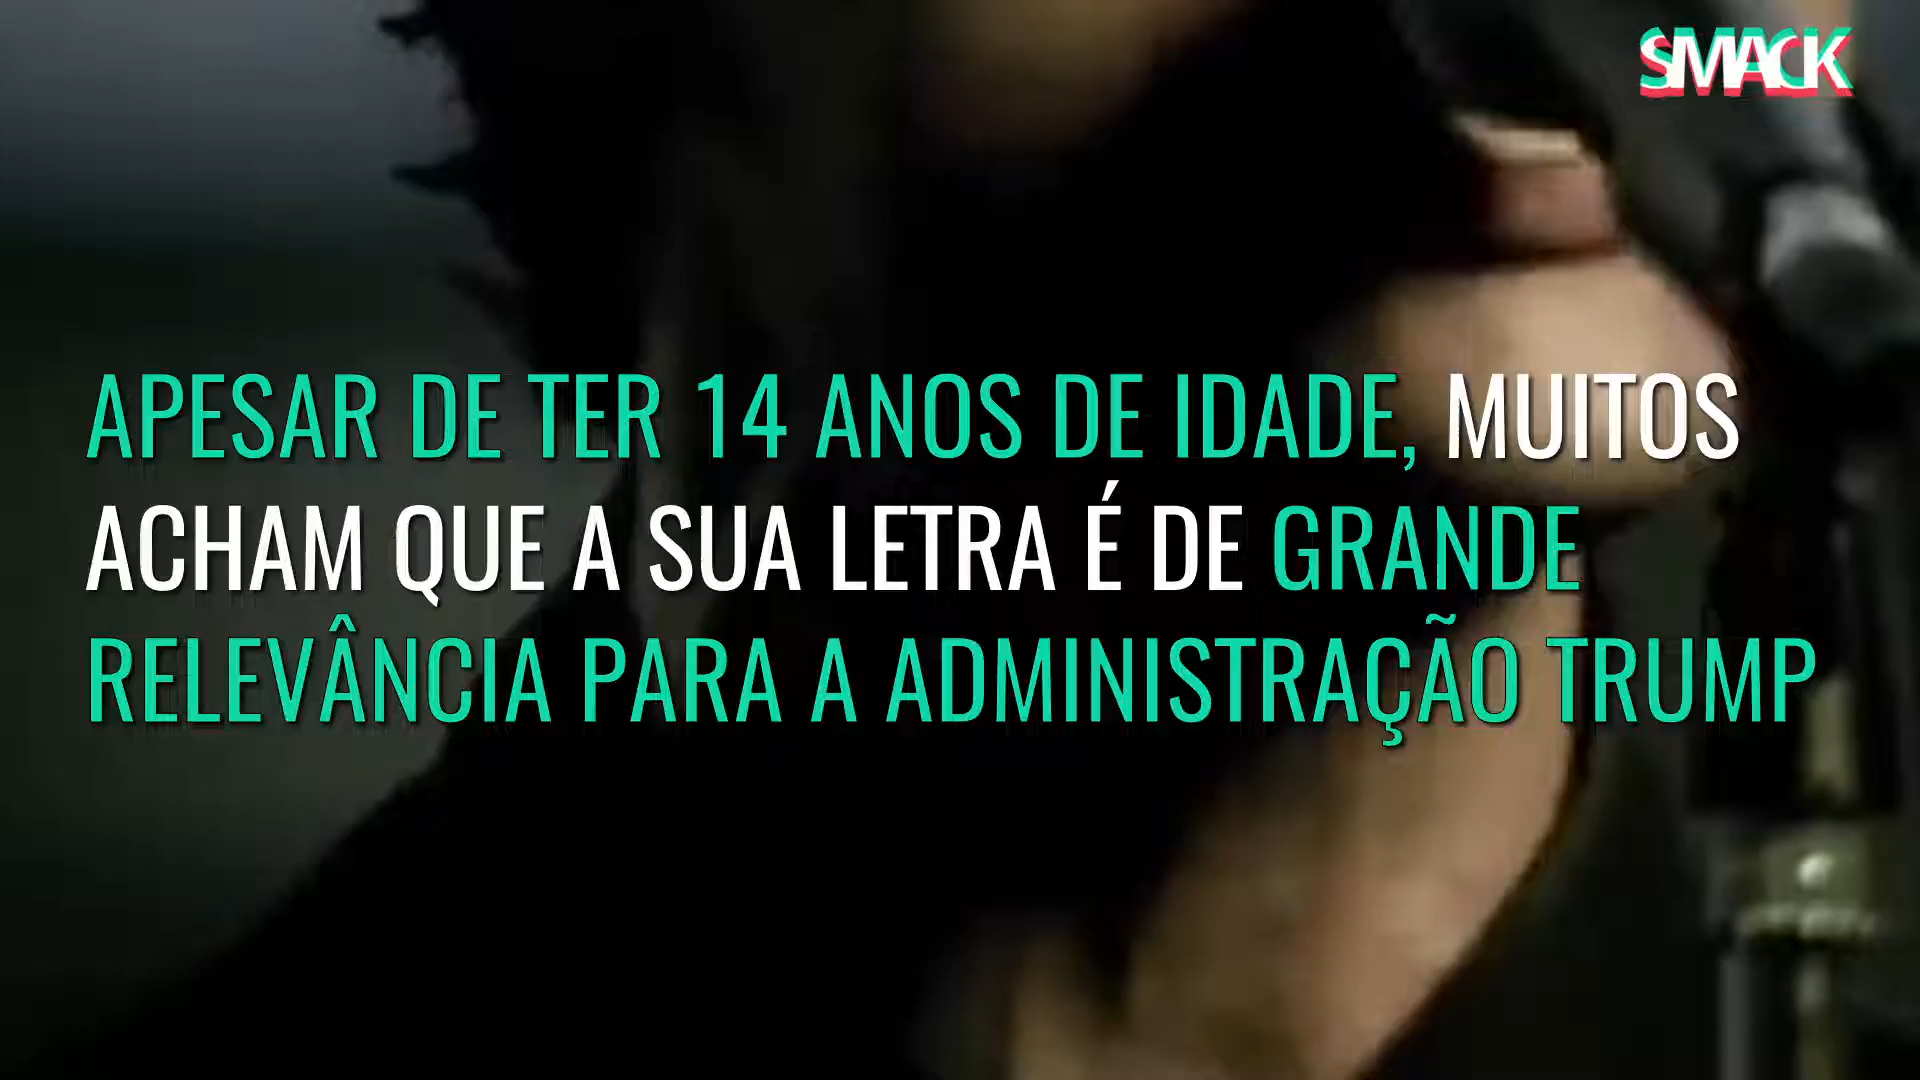 SMACK
APESAR DE TER 14 ANOS DE IDADE, MUITOS
ACHAM QUE A SUA LETRA É DE GRANDE
RELEVÂNCIA PARA A ADMINISTRAÇÃO TRUMP